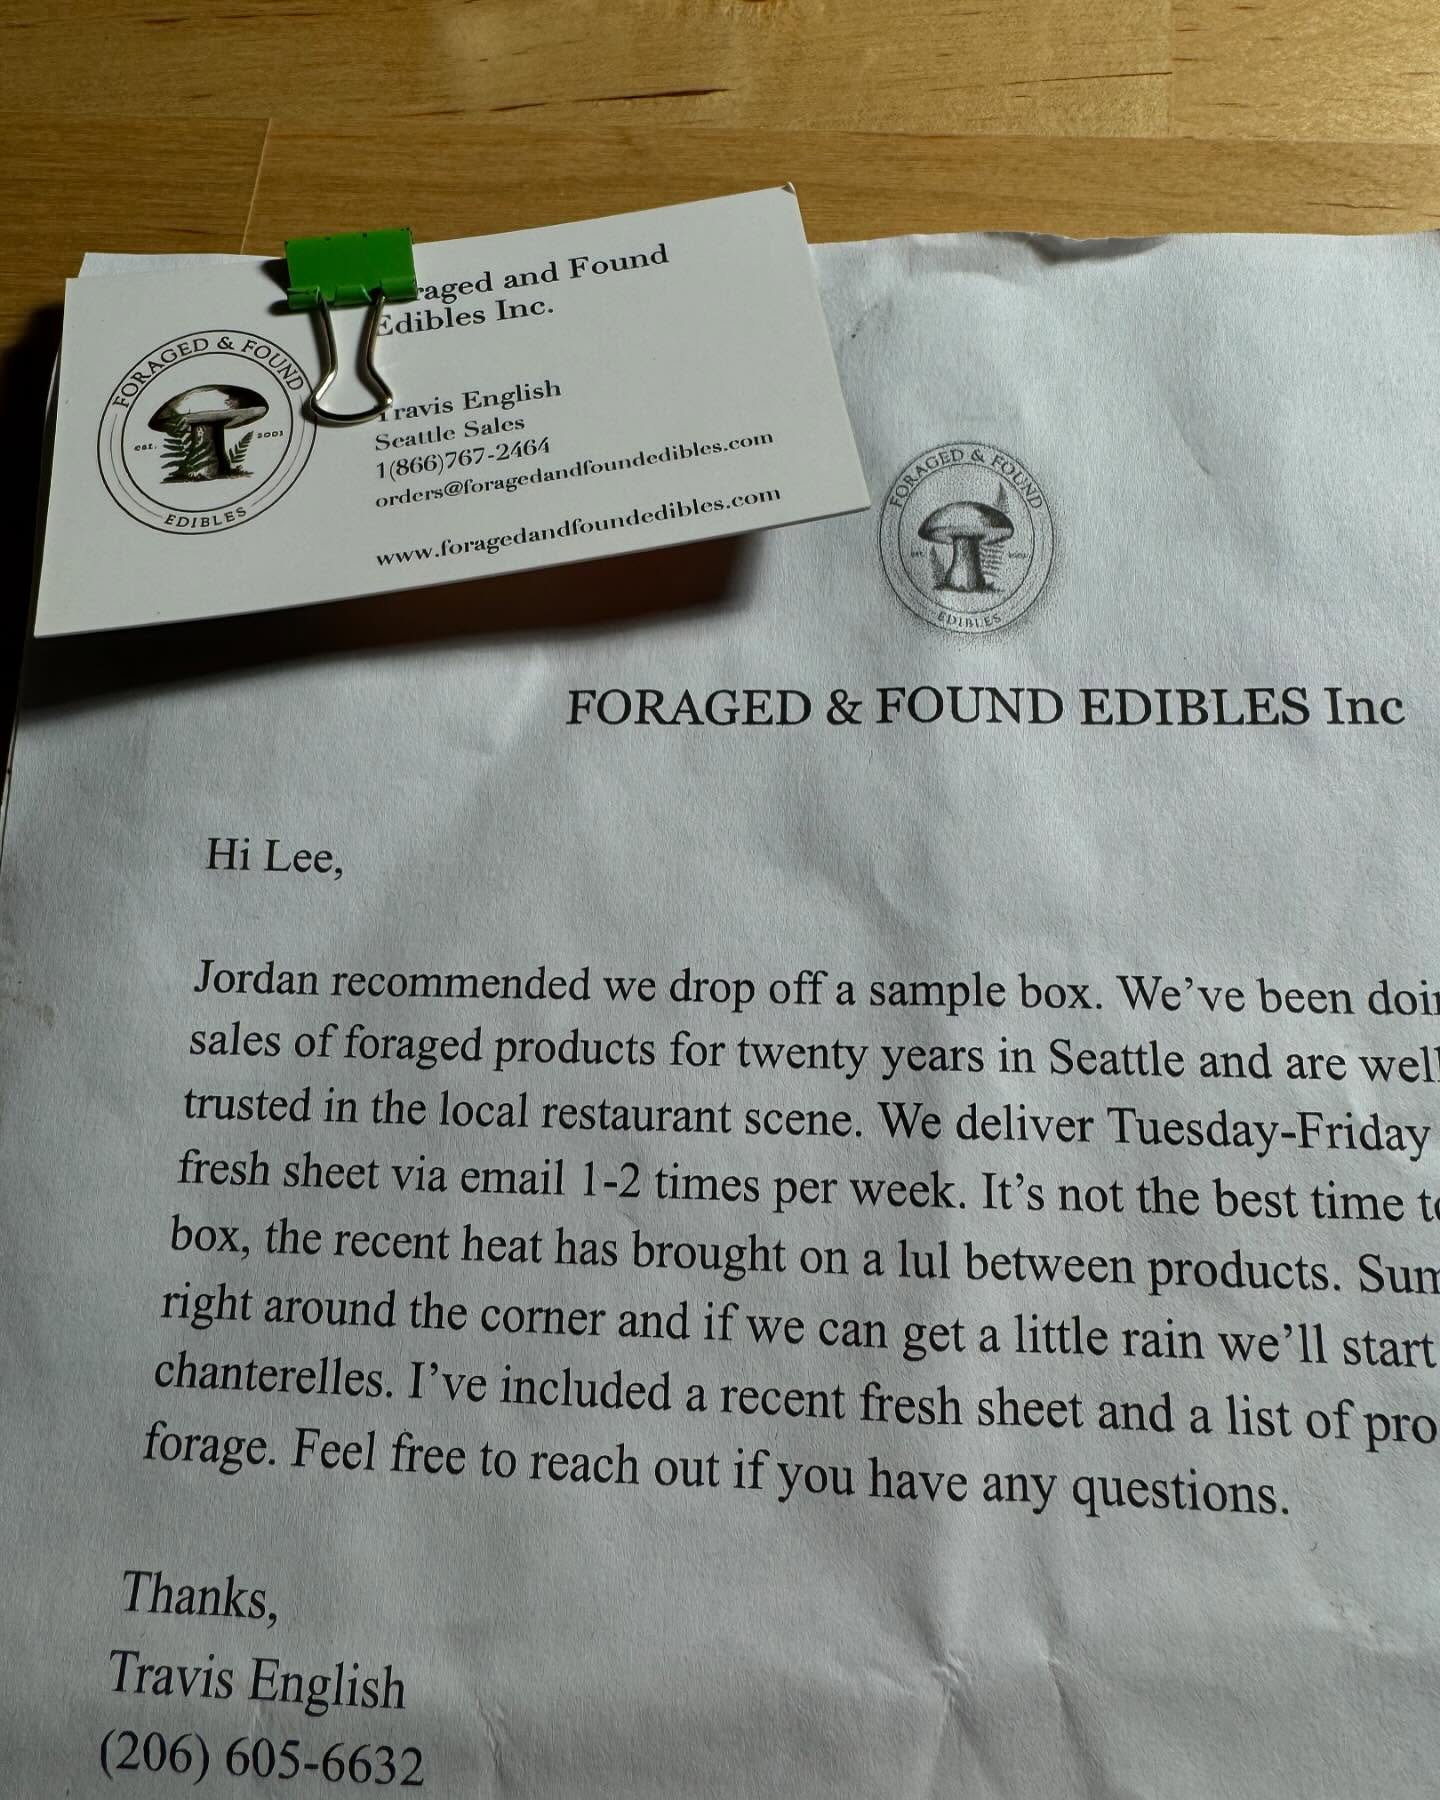 raged and Found
Edibles Inc.
FORAGED & FOUND
EST. 2001
EDIBLES
Travis English
Seattle Sales
1(866)767-2464
orders@foragedandfoundedibles.com
www.foragedandfoundedibles.com
FORAGED & FOUND
EDIBLES
FORAGED & FOUND EDIBLES Inc
Hi Lee,
Jordan recommended we drop off a sample box. We've been doin
sales of foraged products for twenty years in Seattle and are well
trusted in the local restaurant scene. We deliver Tuesday-Friday
fresh sheet via email 1-2 times per week. It's not the best time to
box, the recent heat has brought on a lul between products. Sum
right around the corner and if we can get a little rain we'll start
chanterelles. I've included a recent fresh sheet and a list of pro
forage. Feel free to reach out if you have any questions.
Thanks,
Travis English
(206) 605-6632